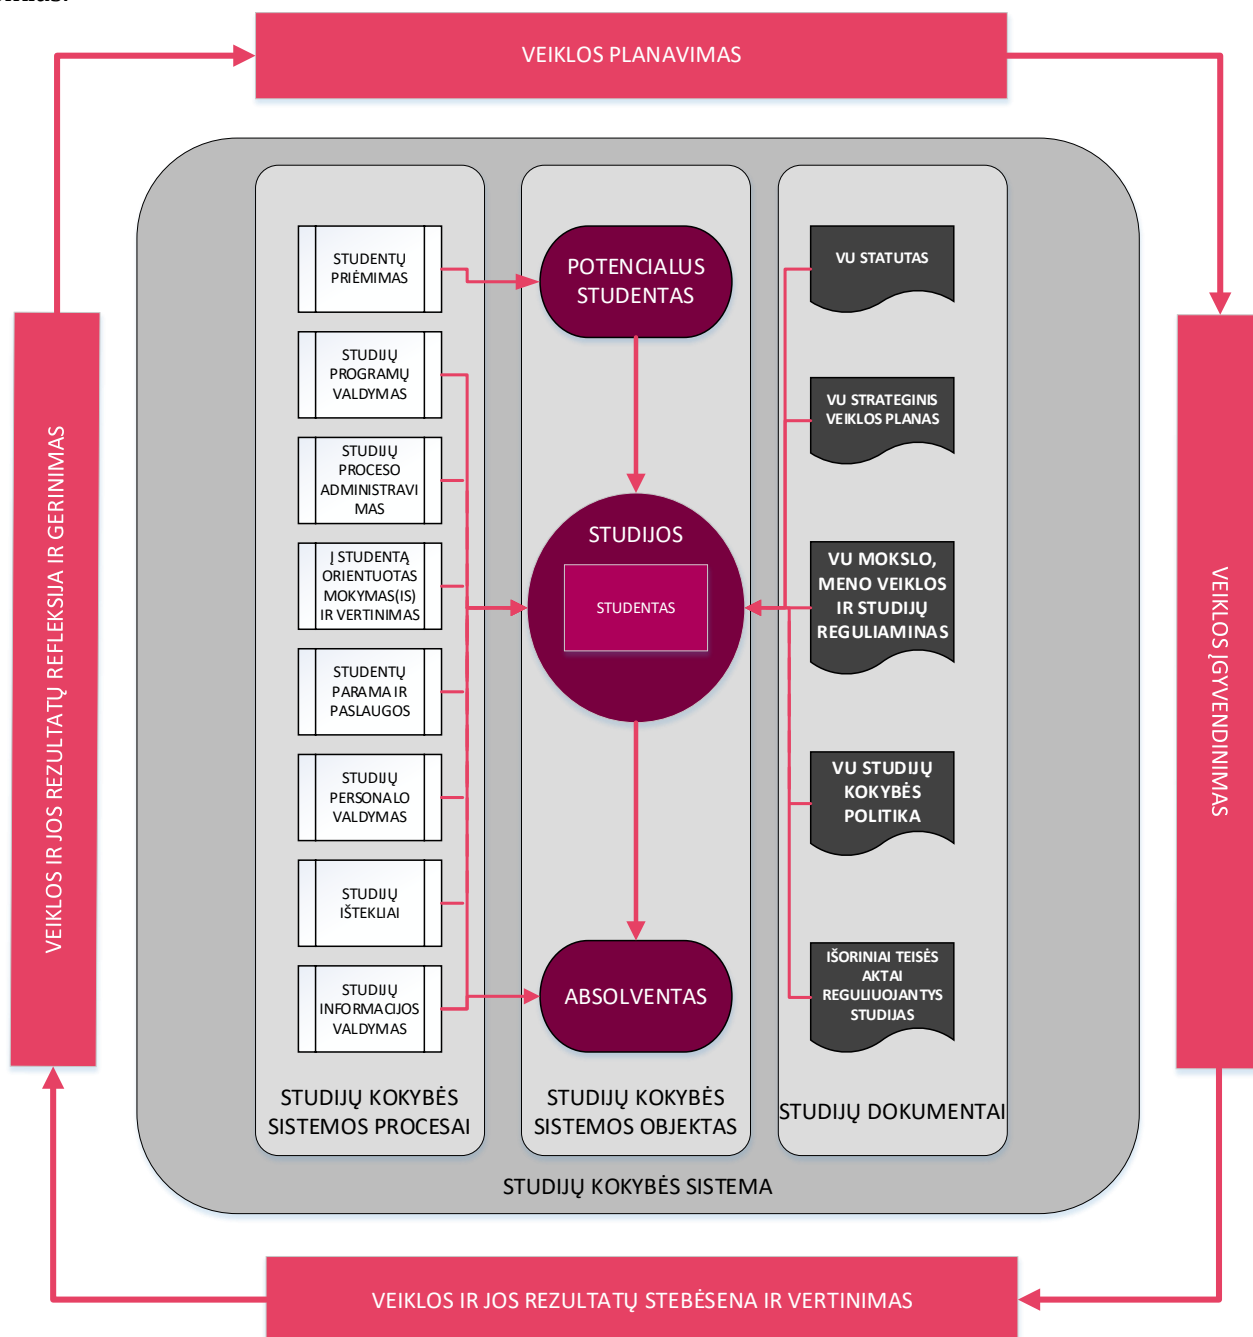 VEIKLOS PLANAVIMAS
VEIKLOS IR JOS REZULTATŲ REFLEKSIJA IR GERINIMAS
STUDENTŲ
PRIĖMIMAS
STUDIJŲ
PROGRAMŲ
VALDYMAS
STUDIJŲ
PROCESO
ADMINISTRAVI
MAS
Į STUDENTĄ
ORIENTUOTAS
MOKYMAS(IS)
IR VERTINIMAS
STUDENTŲ
PARAMA IR
PASLAUGOS
STUDIJŲ
PERSONALO
VALDYMAS
STUDIJŲ
IŠTEKLIAI
STUDIJŲ
INFORMACIJOS
VALDYMAS
STUDIJŲ KOKYBĖS
SISTEMOS PROCESAI
POTENCIALUS
STUDENTAS
STUDIJOS
STUDENTAS
ABSOLVENTAS
STUDIJŲ KOKYBĖS
SISTEMOS OBJEKTAS
VU STATUTAS
VU STRATEGINIS
VEIKLOS PLANAS
VU MOKSLO,
MENO VEIKLOS
IR STUDIJŲ
REGULIAMINAS
VU STUDIJŲ
KOKYBĖS
POLITIKA
IŠORINIAI TEISĖS
AKTAI
REGULIUOJANTYS
STUDIJAS
STUDIJŲ DOKUMENTAI
STUDIJŲ KOKYBĖS SISTEMA
VEIKLOS ĮGYVENDINIMAS
VEIKLOS IR JOS REZULTATŲ STEBĖSENA IR VERTINIMAS